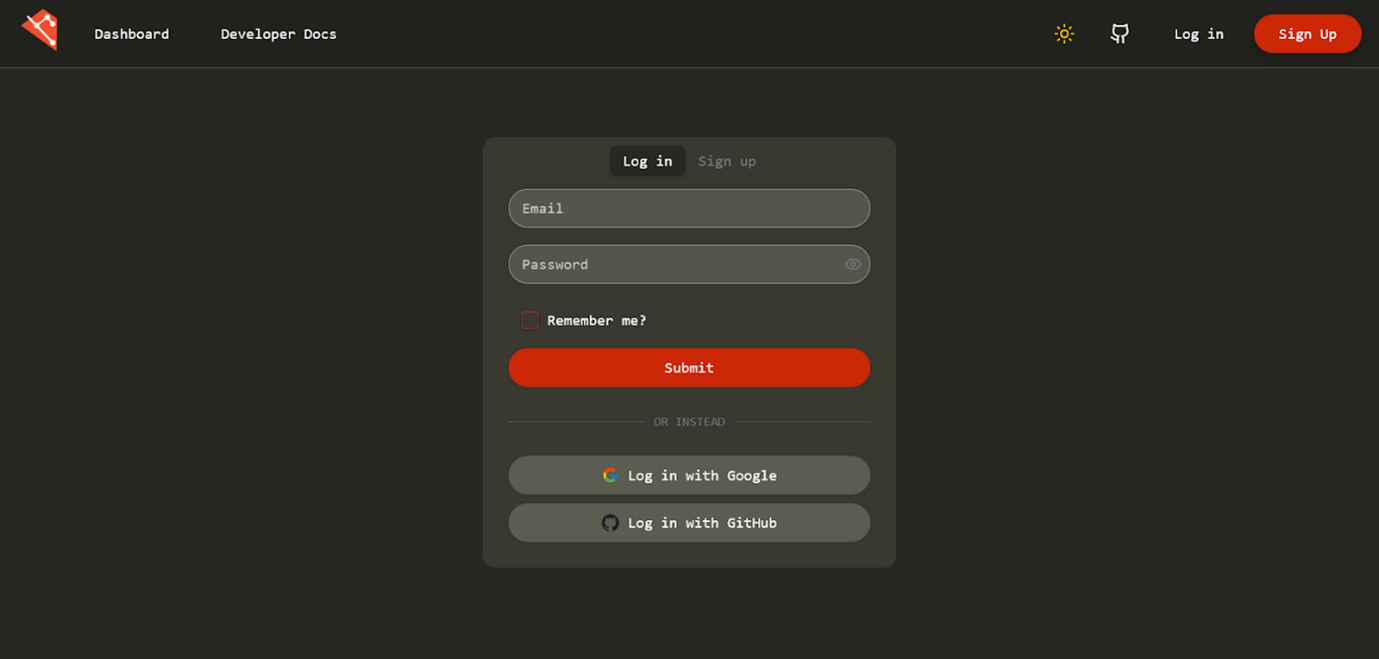 Dashboard Developer Docs Log in Sign Up
Log in Sign up
Email
Password
Remember me?
Submit
OR INSTEAD
Log in with Google
Log in with GitHub